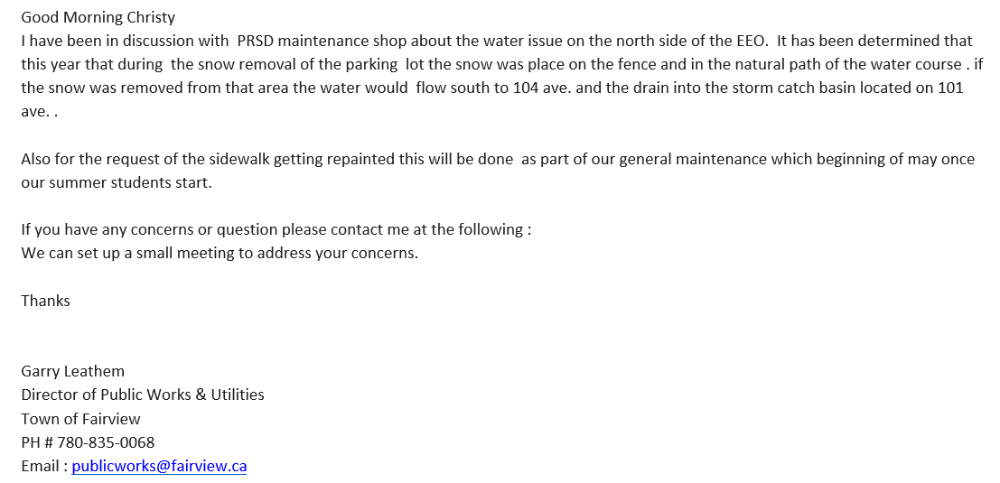 Good Morning Christy
I have been in discussion with  PRSD maintenance shop about the water issue on the north side of the EEO.  It has been determined that
this year that during  the snow removal of the parking  lot the snow was place on the fence and in the natural path of the water course . if
the snow was removed from that area the water would  flow south to 104 ave. and the drain into the storm catch basin located on 101
ave. .
Also for the request of the sidewalk getting repainted this will be done  as part of our general maintenance which beginning of may once
our summer students start.
If you have any concerns or question please contact me at the following :
We can set up a small meeting to address your concerns.
Thanks
Garry Leathem
Director of Public Works & Utilities
Town of Fairview
PH # 780-835-0068
Email : publicworks@fairview.ca